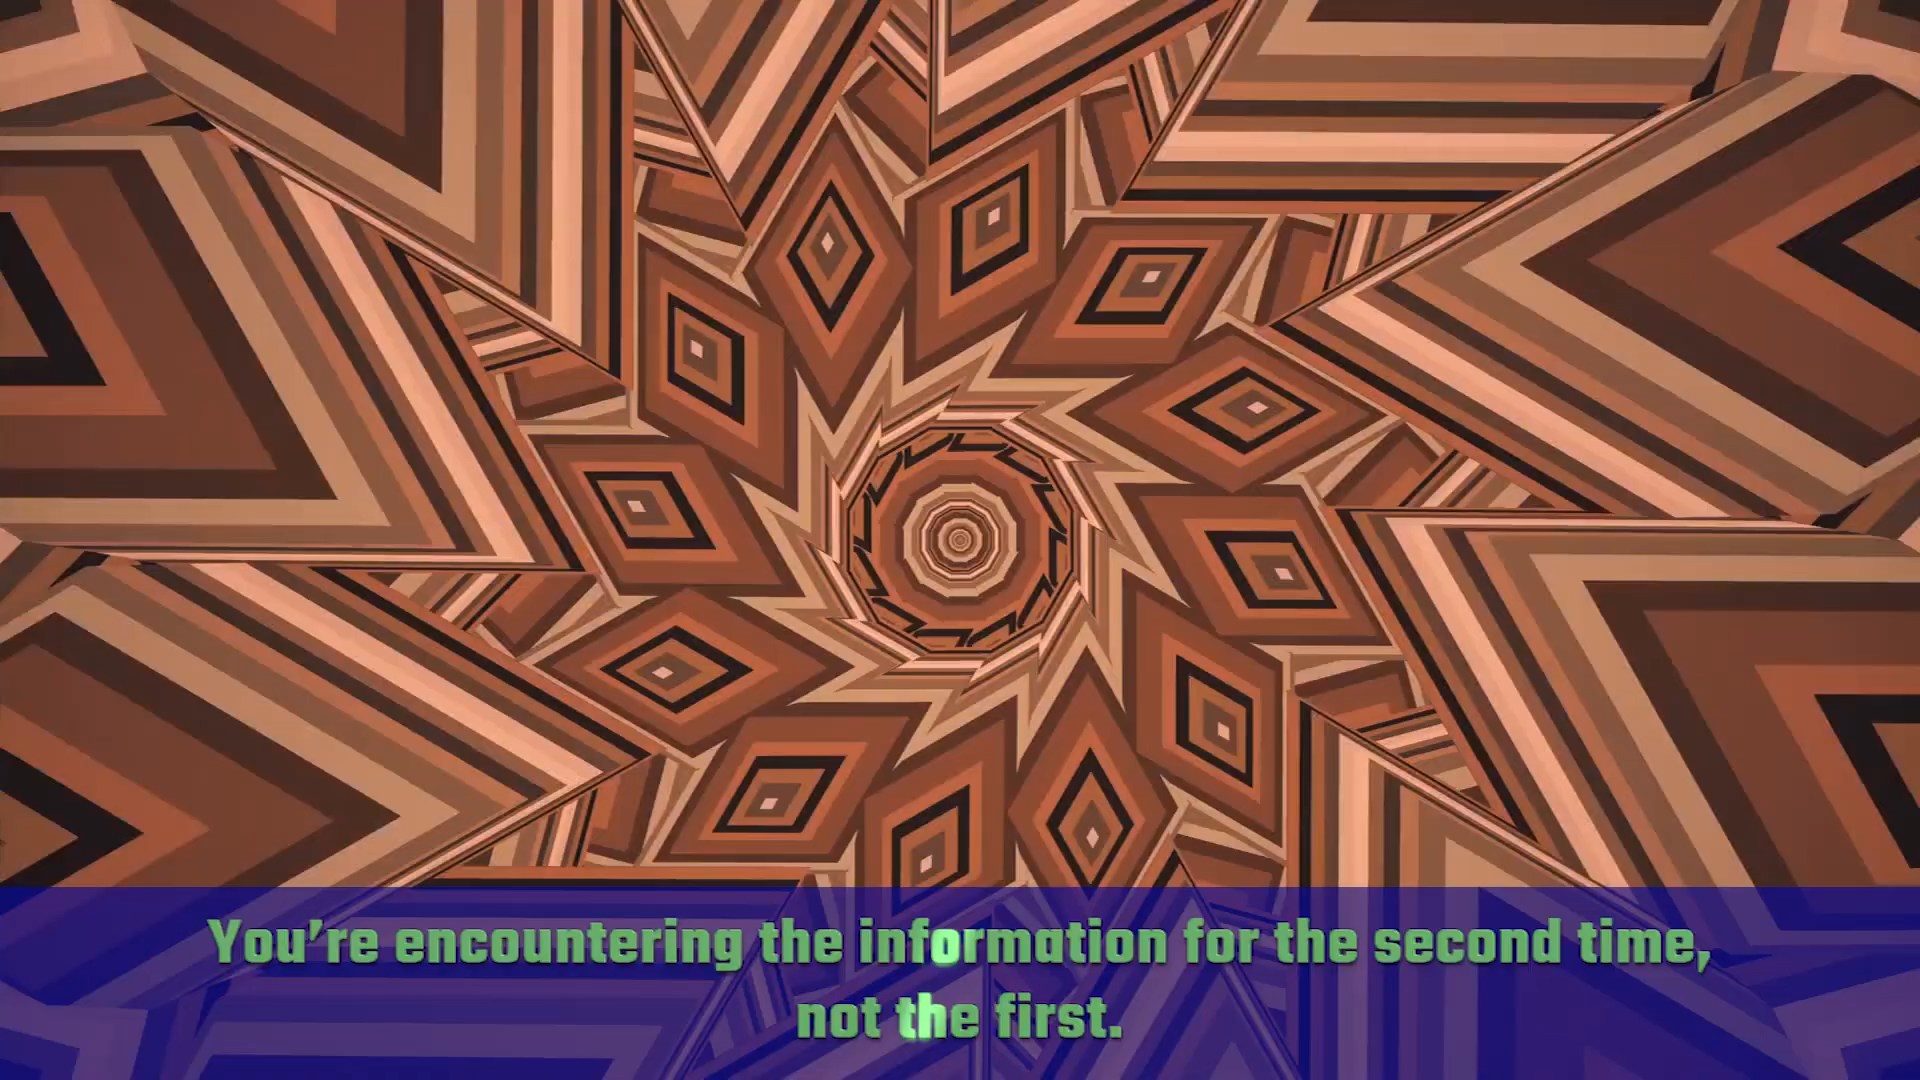 You’re encountering the information for the second time,
not the first.